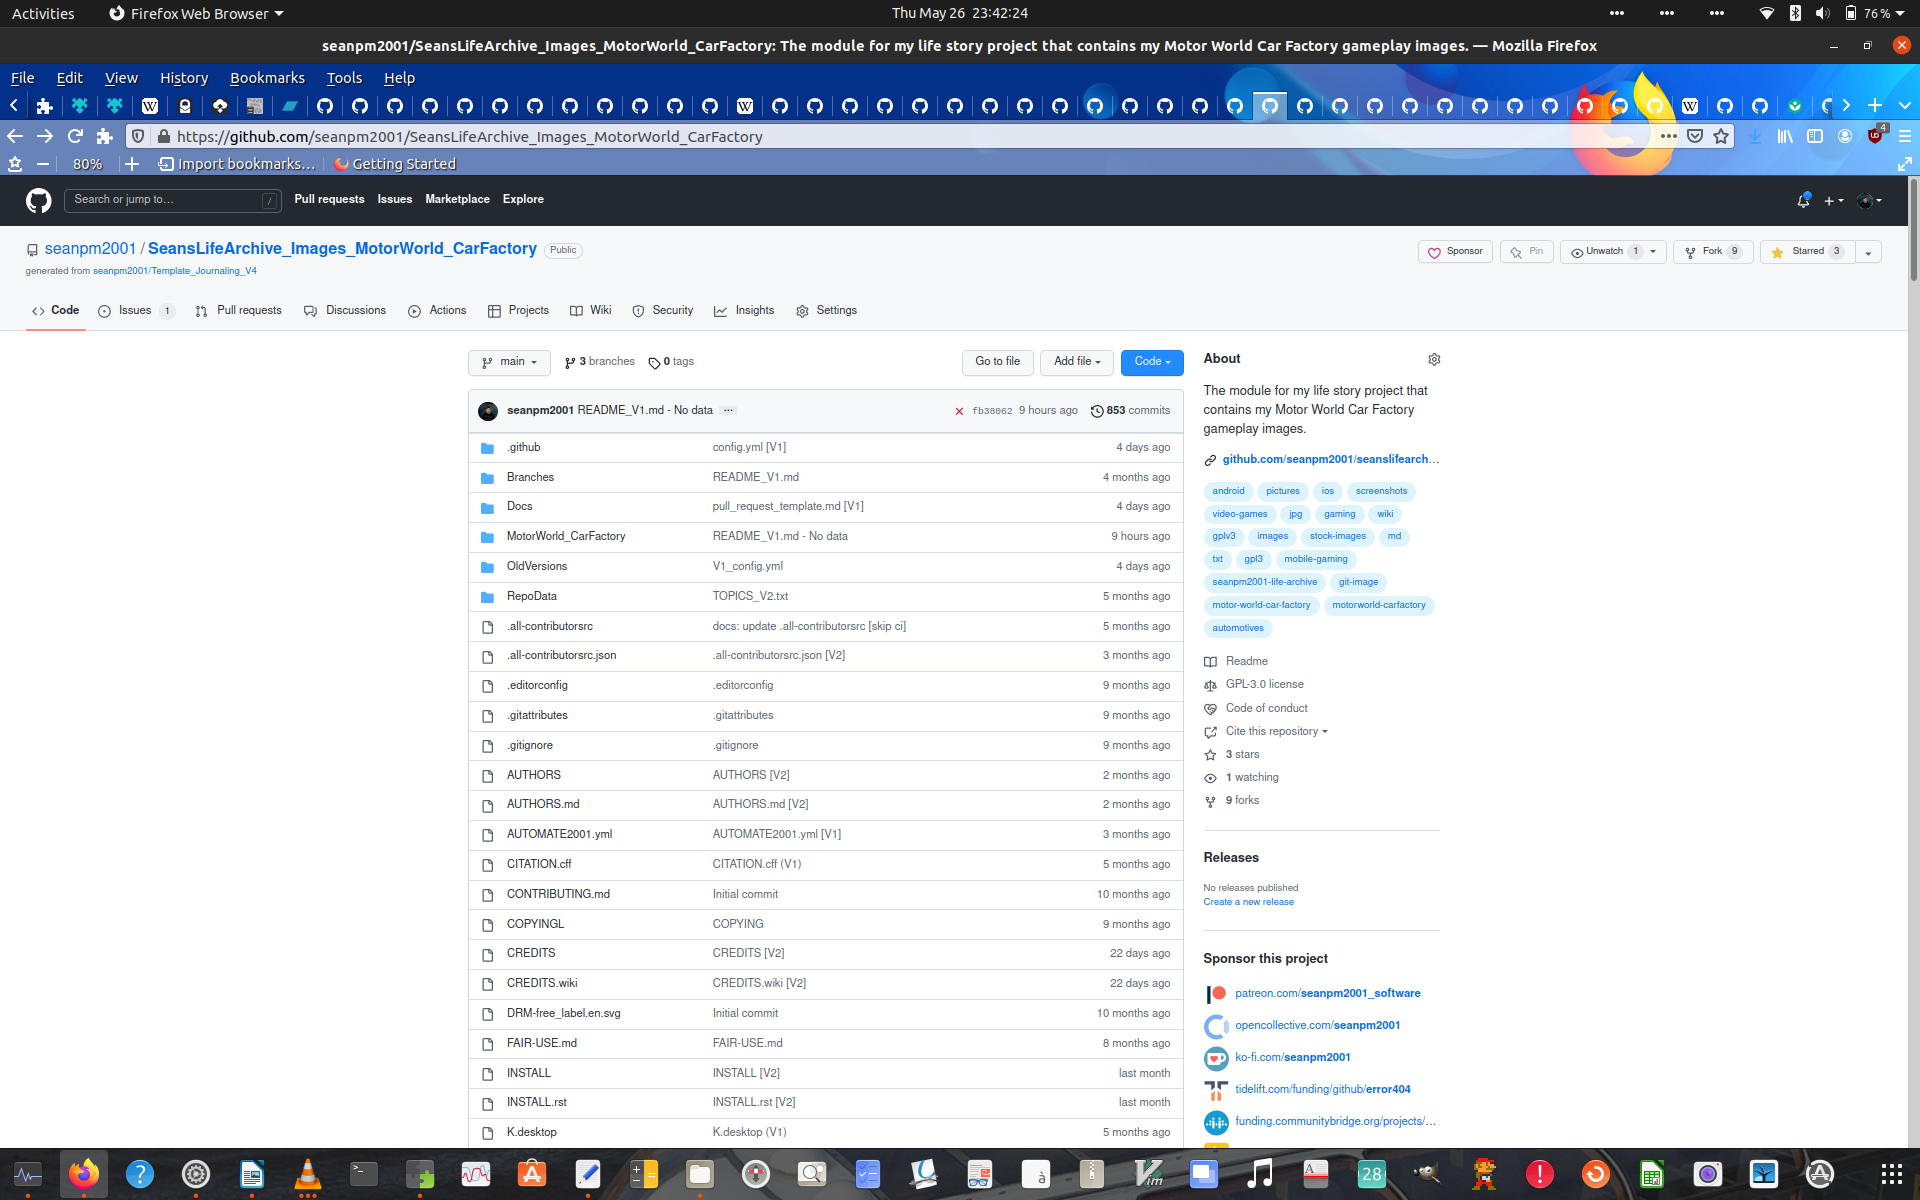 Activities Firefox Web Browser Thu May 26 23:42:24 76%
seanpm2001/SeansLifeArchive_Images_MotorWorld_CarFactory: The module for my life story project that contains my Motor World Car Factory gameplay images. — Mozilla Firefox
File Edit View History Bookmarks Tools Help
https://github.com/seanpm2001/SeansLifeArchive_Images_MotorWorld_CarFactory 4
80% Import bookmarks... Getting Started
Search or jump to... / Pull requests Issues Marketplace Explore
seanpm2001 / SeansLifeArchive_Images_MotorWorld_CarFactory Public Sponsor Pin Unwatch 1 Fork 9 Starred 3
generated from seanpm2001/Template_Journaling_V4
Code Issues 1 Pull requests Discussions Actions Projects Wiki Security Insights Settings
main 3 branches 0 tags Go to file Add file Code
seanpm2001 README_V1.md - No data ... fb38062 9 hours ago 853 commits
.github config.yml [V1] 4 days ago
Branches README_V1.md 4 months ago
Docs pull_request_template.md [V1] 4 days ago
MotorWorld_CarFactory README_V1.md - No data 9 hours ago
OldVersions V1_config.yml 4 days ago
RepoData TOPICS_V2.txt 5 months ago
.all-contributorsrc docs: update .all-contributorsrc [skip ci] 5 months ago
.all-contributorsrc.json .all-contributorsrc.json [V2] 3 months ago
.editorconfig .editorconfig 9 months ago
.gitattributes .gitattributes 9 months ago
.gitignore .gitignore 9 months ago
AUTHORS AUTHORS [V2] 2 months ago
AUTHORS.md AUTHORS.md [V2] 2 months ago
AUTOMATE2001.yml AUTOMATE2001.yml [V1] 3 months ago
CITATION.cff CITATION.cff (V1) 5 months ago
CONTRIBUTING.md Initial commit 10 months ago
COPYINGL COPYING 9 months ago
CREDITS CREDITS [V2] 22 days ago
CREDITS.wiki CREDITS.wiki [V2] 22 days ago
DRM-free_label.en.svg Initial commit 10 months ago
FAIR-USE.md FAIR-USE.md 8 months ago
INSTALL INSTALL [V2] last month
INSTALL.rst INSTALL.rst [V2] last month
K.desktop K.desktop (V1) 5 months ago
About
The module for my life story project that
contains my Motor World Car Factory
gameplay images.
github.com/seanpm2001/seanslifearch...
android pictures ios screenshots
video-games jpg gaming wiki
gplv3 images stock-images md
txt gpl3 mobile-gaming
seanpm2001-life-archive git-image
motor-world-car-factory motorworld-carfactory
automotives
Readme
GPL-3.0 license
Code of conduct
Cite this repository
3 stars
1 watching
9 forks
Releases
No releases published
Create a new release
Sponsor this project
patreon.com/seanpm2001_software
opencollective.com/seanpm2001
ko-fi.com/seanpm2001
tidelift.com/funding/github/error404
funding.communitybridge.org/projects/...
28